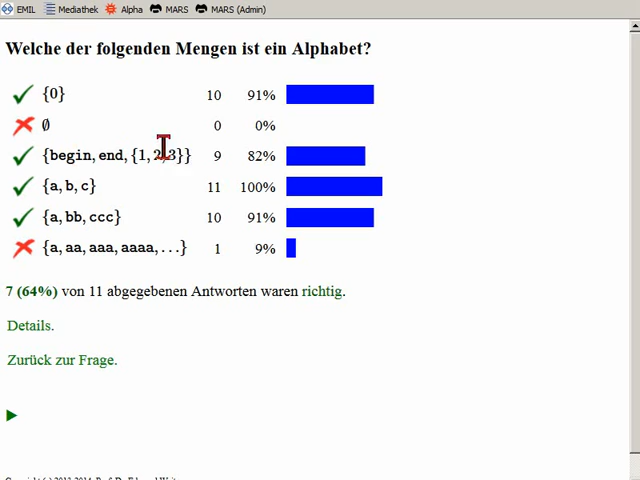 EMIL Mediathek Alpha MARS MARS (Admin)
Welche der folgenden Mengen ist ein Alphabet?
{0} 10 91%
∅ 0 0%
{begin, end, {1, 2, 3}} 9 82%
{a, b, c} 11 100%
{a, bb, ccc} 10 91%
{a, aa, aaa, aaaa, ...} 1 9%
7 (64%) von 11 abgegebenen Antworten waren richtig.
Details.
Zurück zur Frage.